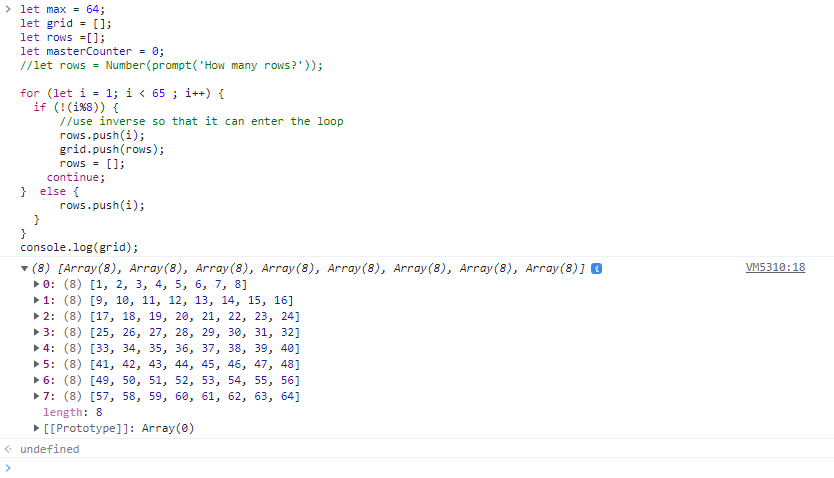 let max = 64;
let grid = [];
let rows =[];
let masterCounter = 0;
//let rows = Number(prompt('How many rows?'));

for (let i = 1; i < 65 ; i++) {
  if (!(i%8)) {
      //use inverse so that it can enter the loop
      rows.push(i);
      grid.push(rows);
      rows = [];
    continue;
}  else {
      rows.push(i);
  }
}
console.log(grid);
(8) [Array(8), Array(8), Array(8), Array(8), Array(8), Array(8), Array(8), Array(8)] i VM5310:18
0: (8) [1, 2, 3, 4, 5, 6, 7, 8]
1: (8) [9, 10, 11, 12, 13, 14, 15, 16]
2: (8) [17, 18, 19, 20, 21, 22, 23, 24]
3: (8) [25, 26, 27, 28, 29, 30, 31, 32]
4: (8) [33, 34, 35, 36, 37, 38, 39, 40]
5: (8) [41, 42, 43, 44, 45, 46, 47, 48]
6: (8) [49, 50, 51, 52, 53, 54, 55, 56]
7: (8) [57, 58, 59, 60, 61, 62, 63, 64]
length: 8
[[Prototype]]: Array(0)
undefined